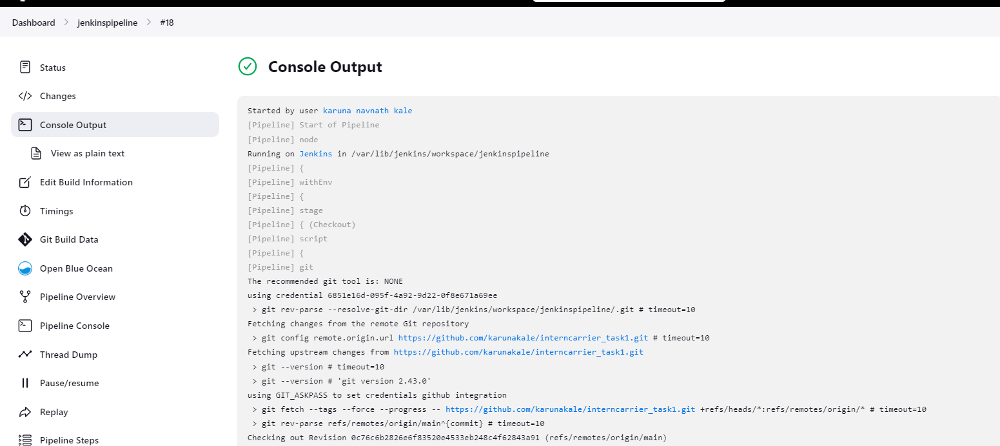 Dashboard > jenkinspipeline > #18
Status
Changes
Console Output
View as plain text
Edit Build Information
Timings
Git Build Data
Open Blue Ocean
Pipeline Overview
Pipeline Console
Thread Dump
Pause/resume
Replay
Pipeline Steps
Console Output
Started by user karuna navnath kale
[Pipeline] Start of Pipeline
[Pipeline] node
Running on Jenkins in /var/lib/jenkins/workspace/jenkinspipeline
[Pipeline] {
[Pipeline] withEnv
[Pipeline] {
[Pipeline] stage
[Pipeline] { (Checkout)
[Pipeline] script
[Pipeline] {
[Pipeline] git
The recommended git tool is: NONE
using credential 6851e16d-095f-4a92-9d22-0f8e671a69ee
> git rev-parse --resolve-git-dir /var/lib/jenkins/workspace/jenkinspipeline/.git # timeout=10
Fetching changes from the remote Git repository
> git config remote.origin.url https://github.com/karunakale/interncarrier_task1.git # timeout=10
Fetching upstream changes from https://github.com/karunakale/interncarrier_task1.git
> git --version # timeout=10
> git --version # 'git version 2.43.0'
using GIT_ASKPASS to set credentials github integration
> git fetch --tags --force --progress -- https://github.com/karunakale/interncarrier_task1.git +refs/heads/*:refs/remotes/origin/* # timeout=10
> git rev-parse refs/remotes/origin/main^{commit} # timeout=10
Checking out Revision 0c76c6b2826e6f83520e4533eb248c4f62843a91 (refs/remotes/origin/main)